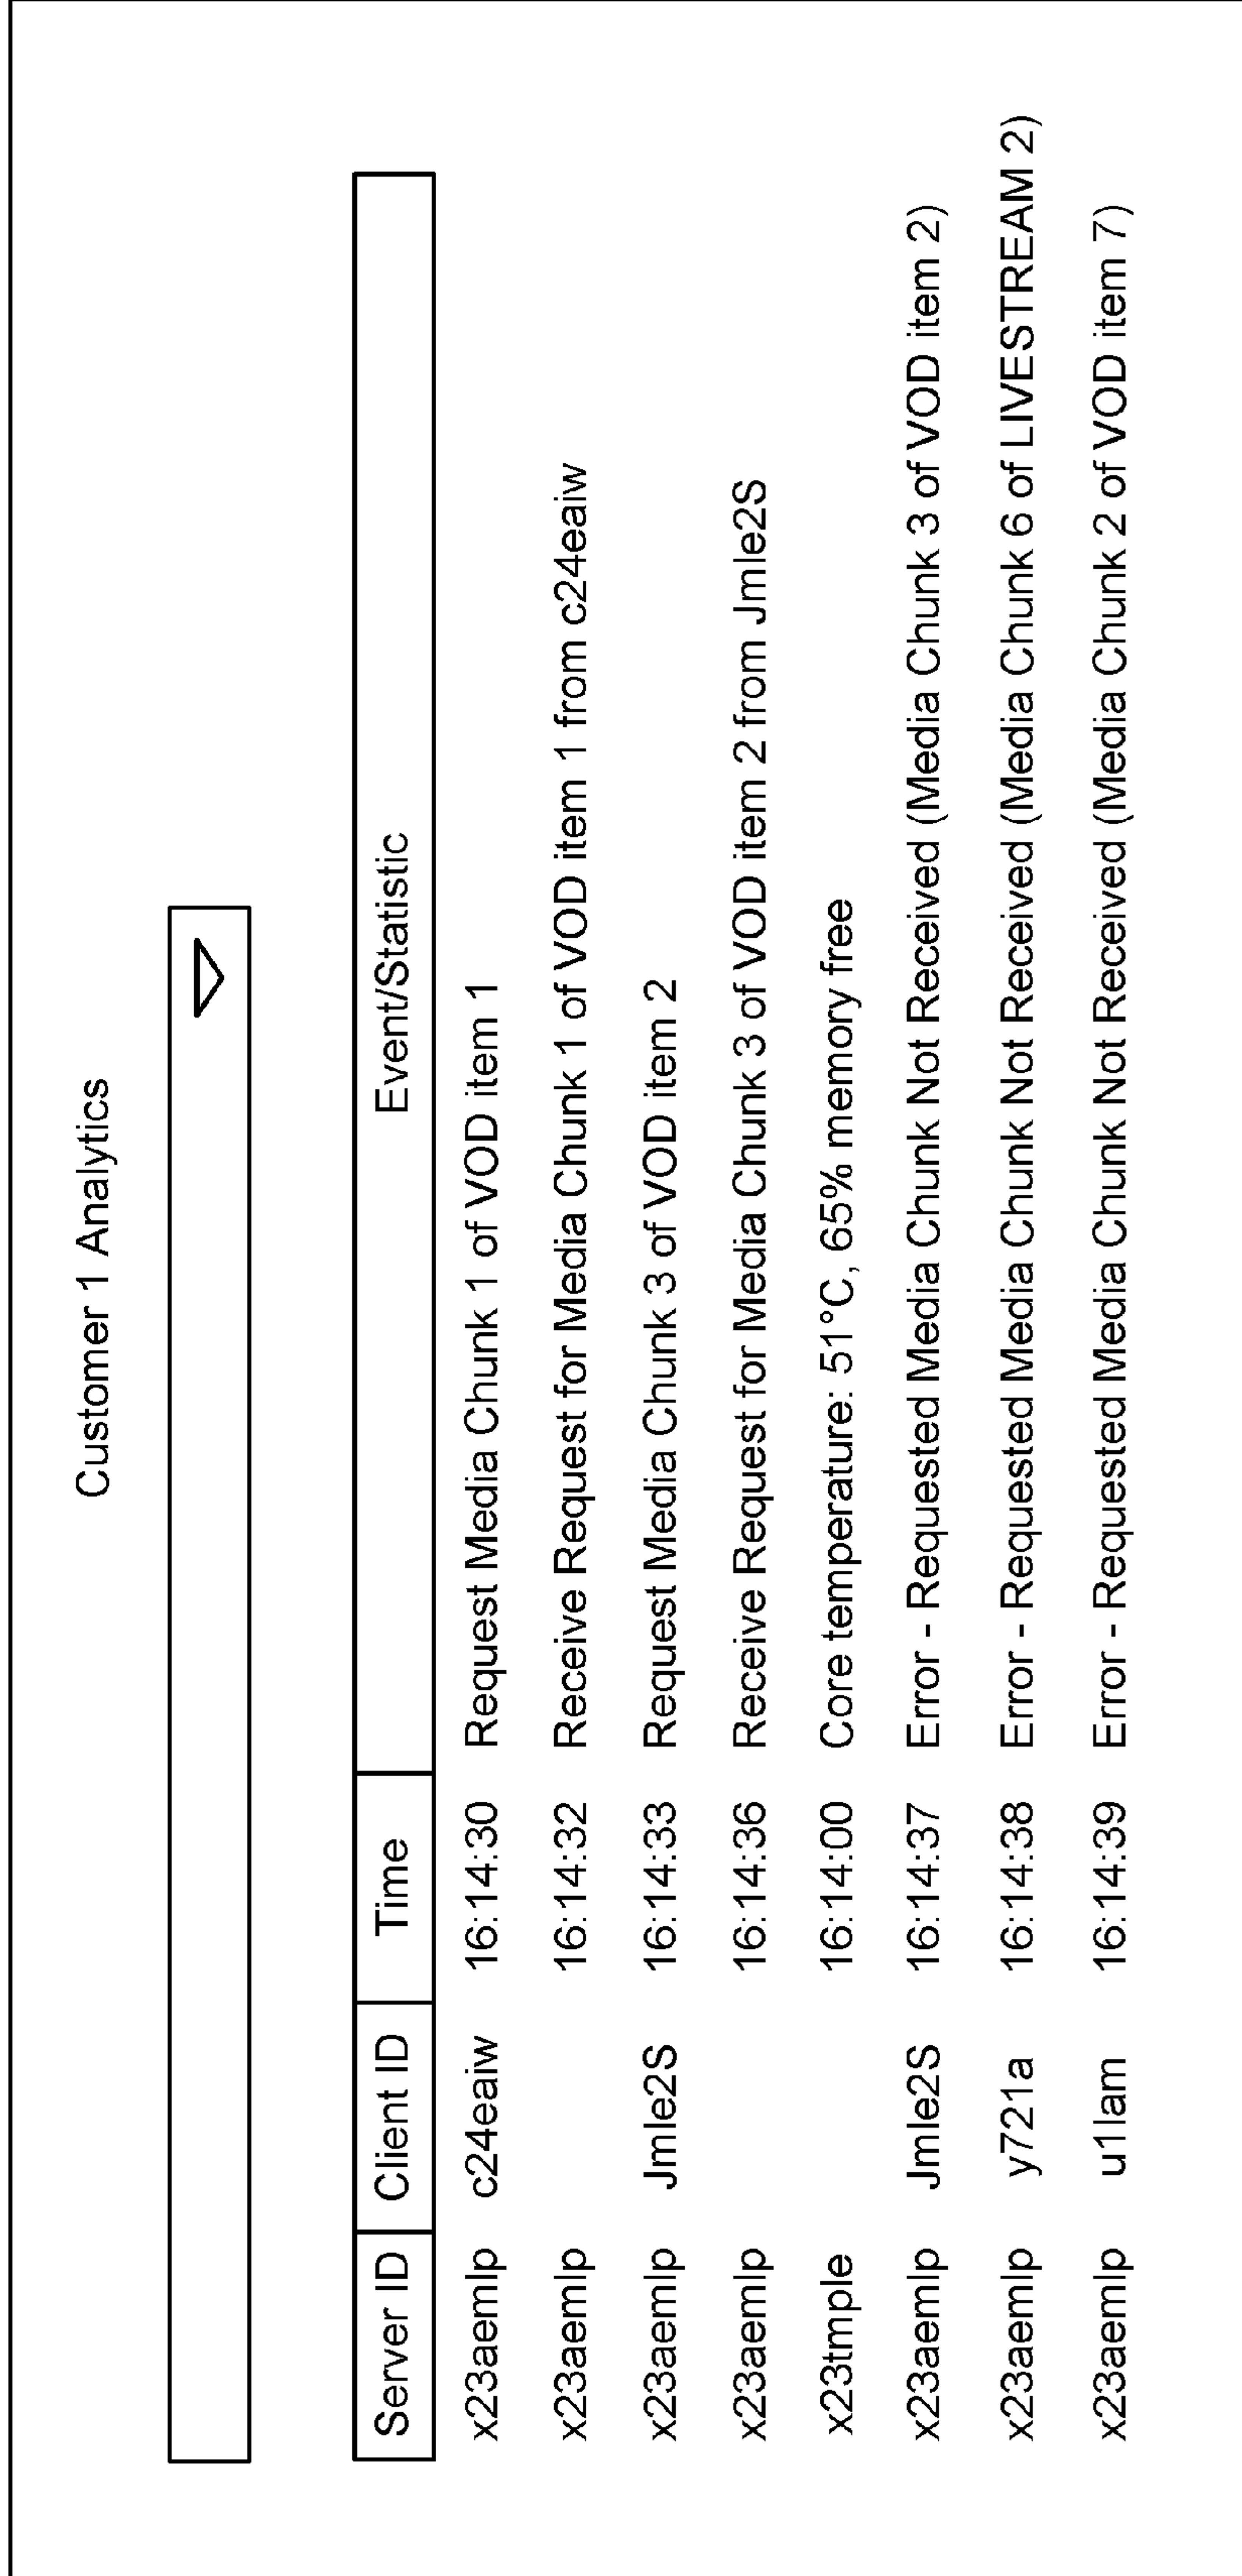 Customer 1 Analytics
Server ID Client ID Time Event/Statistic
x23aemlp c24eaiw 16:14:30 Request Media Chunk 1 of VOD item 1
x23aemlp 16:14:32 Receive Request for Media Chunk 1 of VOD item 1 from c24eaiw
x23aemlp Jmle2S 16:14:33 Request Media Chunk 3 of VOD item 2
x23aemlp 16:14:36 Receive Request for Media Chunk 3 of VOD item 2 from Jmle2S
x23tmple 16:14:00 Core temperature: 51°C, 65% memory free
x23aemlp Jmle2S 16:14:37 Error - Requested Media Chunk Not Received (Media Chunk 3 of VOD item 2)
x23aemlp y721a 16:14:38 Error - Requested Media Chunk Not Received (Media Chunk 6 of LIVESTREAM 2)
x23aemlp u1lam 16:14:39 Error - Requested Media Chunk Not Received (Media Chunk 2 of VOD item 7)